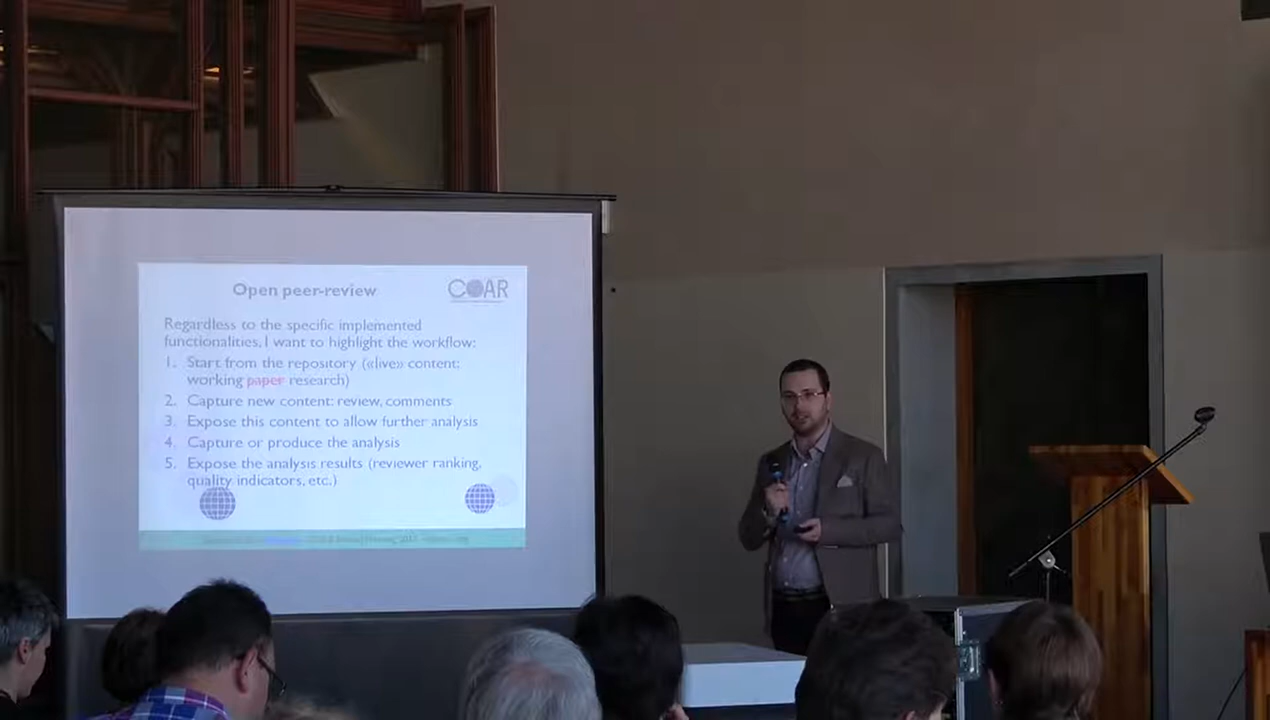 Open peer-review
COAR
Regardless to the specific implemented
functionalities, I want to highlight the workflow:
1. Start from the repository («live» content;
working paper research)
2. Capture new content: review, comments
3. Expose this content to allow further analysis
4. Capture or produce the analysis
5. Expose the analysis results (reviewer ranking,
quality indicators, etc.)